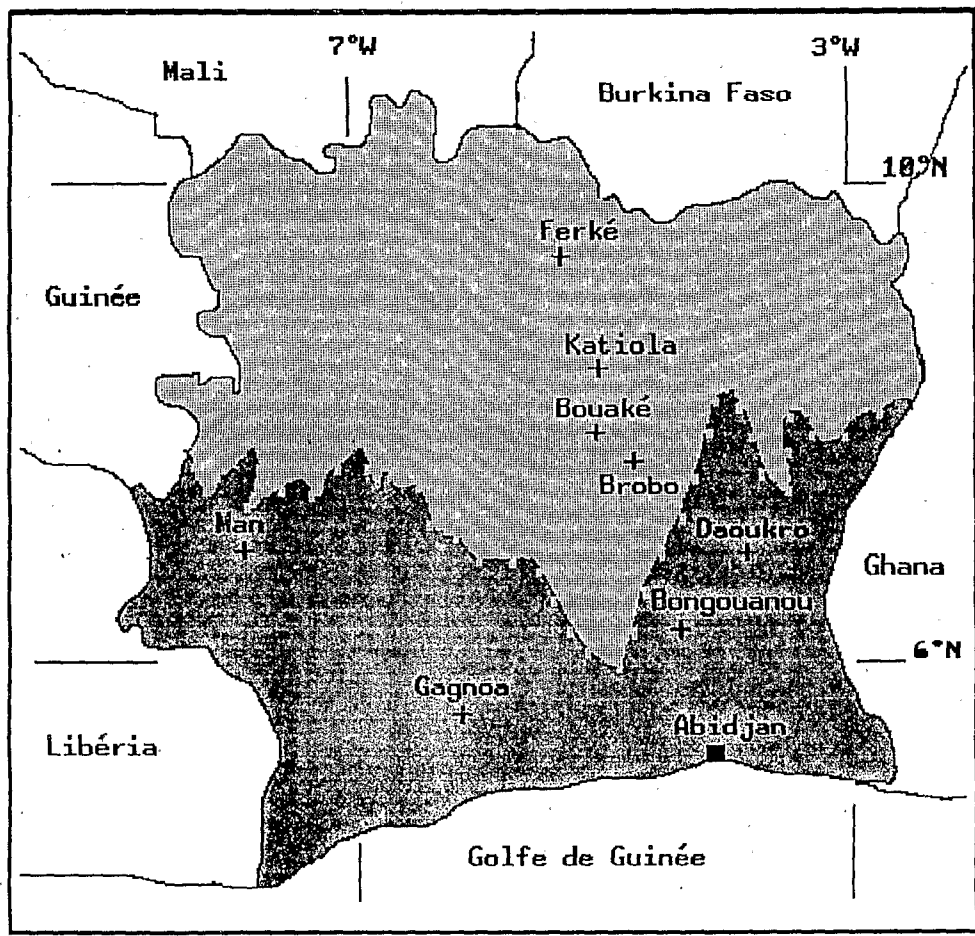 7°W
3°W
Mali
Burkina Faso
10°N
Ferké
Guinée
Katiola
Bouaké
Brobo
Man
Daoukro
Ghana
Bongouanou
6°N
Gagnoa
Abidjan
Libéria
Golfe de Guinée